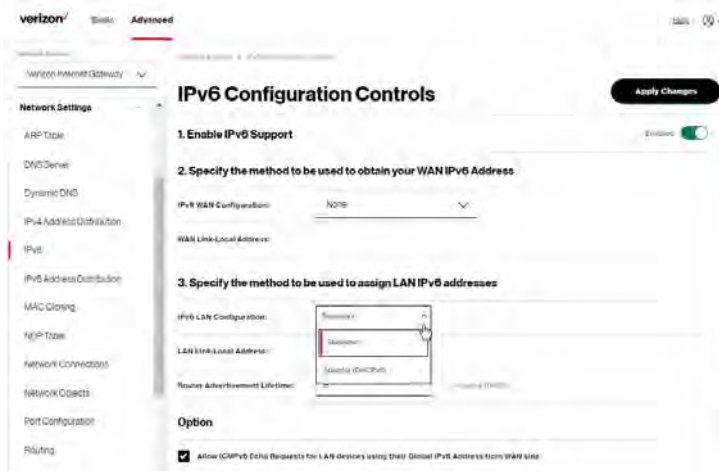 verizon✓
Basic
Advanced
Verizon Internet Gateway
Network Settings
ARP Table
DNS Server
Dynamic DNS
IPv4 Address Distribution
IPv6
IPv6 Address Distribution
MAC Cloning
NDP Table
Network Connections
Network Objects
Port Configuration
Routing
IPv6 Configuration Controls
Apply Changes
1. Enable IPv6 Support
Enabled
2. Specify the method to be used to obtain your WAN IPv6 Address
IPv6 WAN Configuration:
None
WAN Link-Local Address:
3. Specify the method to be used to assign LAN IPv6 addresses
IPv6 LAN Configuration:
Stateless
Stateless
Stateful (DHCPv6)
LAN Link-Local Address:
Router Advertisement Lifetime:
Option
Allow ICMPv6 Echo Requests for LAN devices using their Global IPv6 Address from WAN side